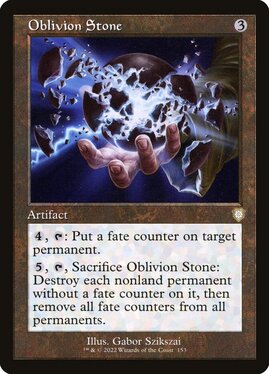 Oblivion Stone 3
Artifact
4, T: Put a fate counter on target
permanent.
5, T, Sacrifice Oblivion Stone:
Destroy each nonland permanent
without a fate counter on it, then
remove all fate counters from all
permanents.
Illus. Gabor Szikszai
™ & © 2022 Wizards of the Coast 153